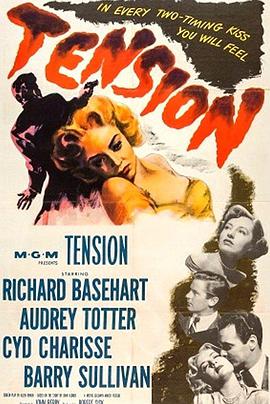 IN EVERY TWO-TIMING KISS
YOU WILL FEEL
TENSION
M-G-M
PRESENTS
TENSION
STARRING
RICHARD BASEHART
AUDREY TOTTER
CYD CHARISSE
BARRY SULLIVAN